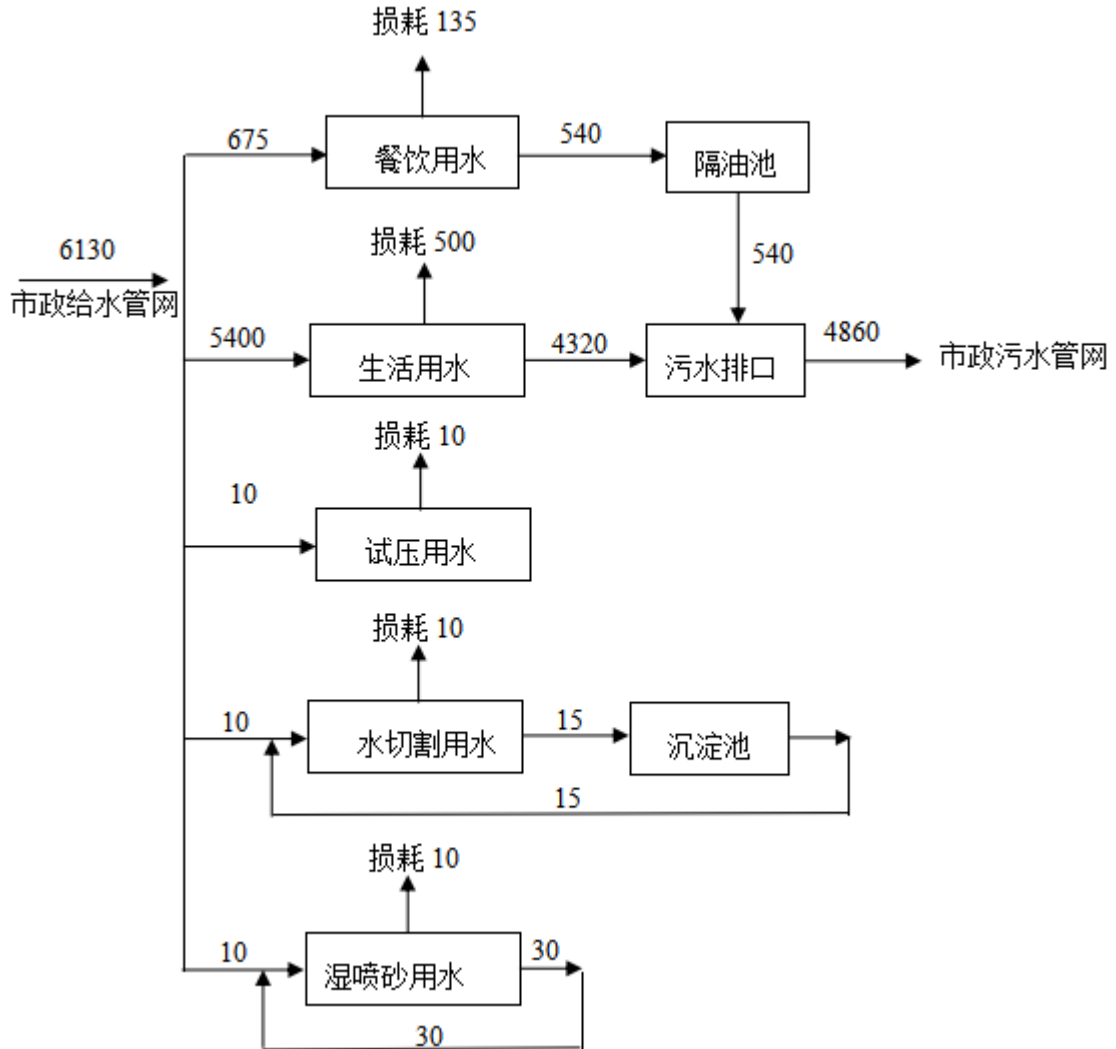 损耗 135
675
餐饮用水
540
隔油池
6130
市政给水管网
损耗 500
540
5400
生活用水
4320
污水排口
4860
市政污水管网
损耗 10
10
试压用水
损耗 10
10
水切割用水
15
沉淀池
15
损耗 10
10
湿喷砂用水
30
30